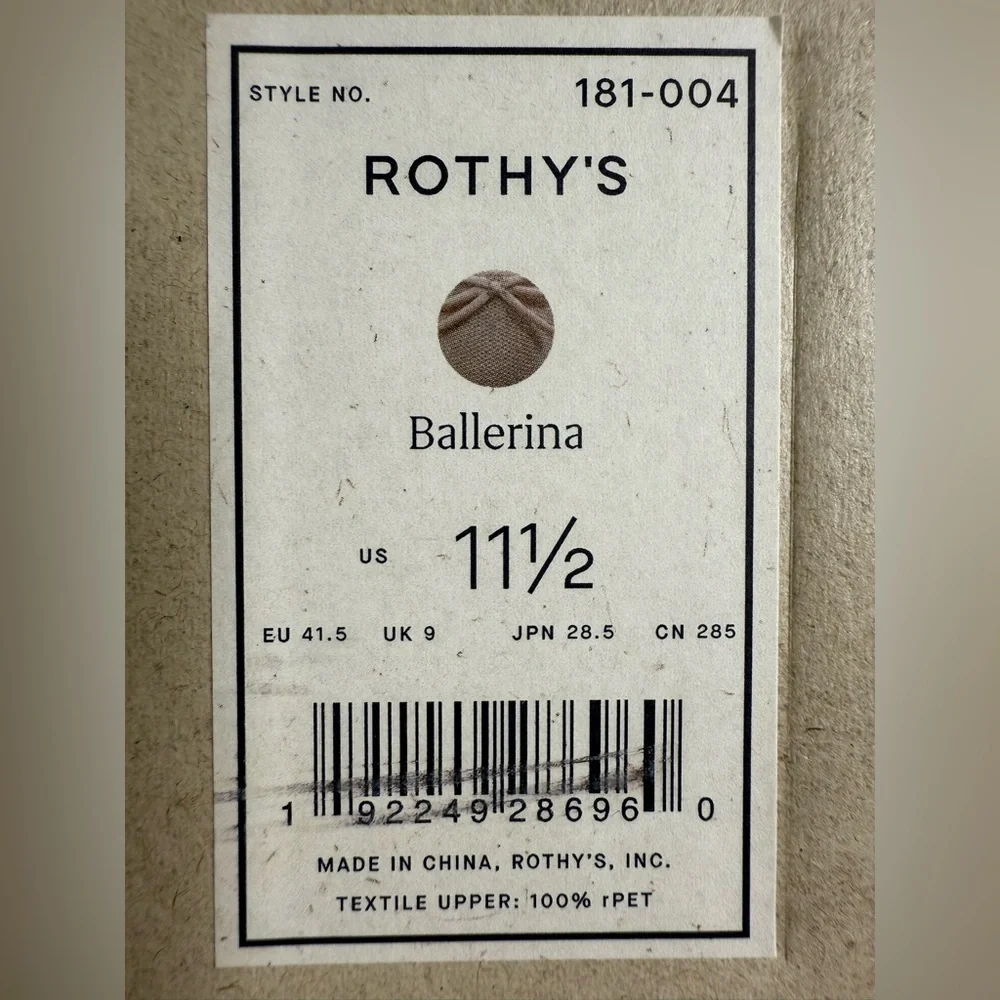 STYLE NO. 181-004
ROTHY'S
Ballerina
US 11½
EU 41.5 UK 9 JPN 28.5 CN 285
1 92249 28696 0
MADE IN CHINA, ROTHY'S, INC.
TEXTILE UPPER: 100% rPET